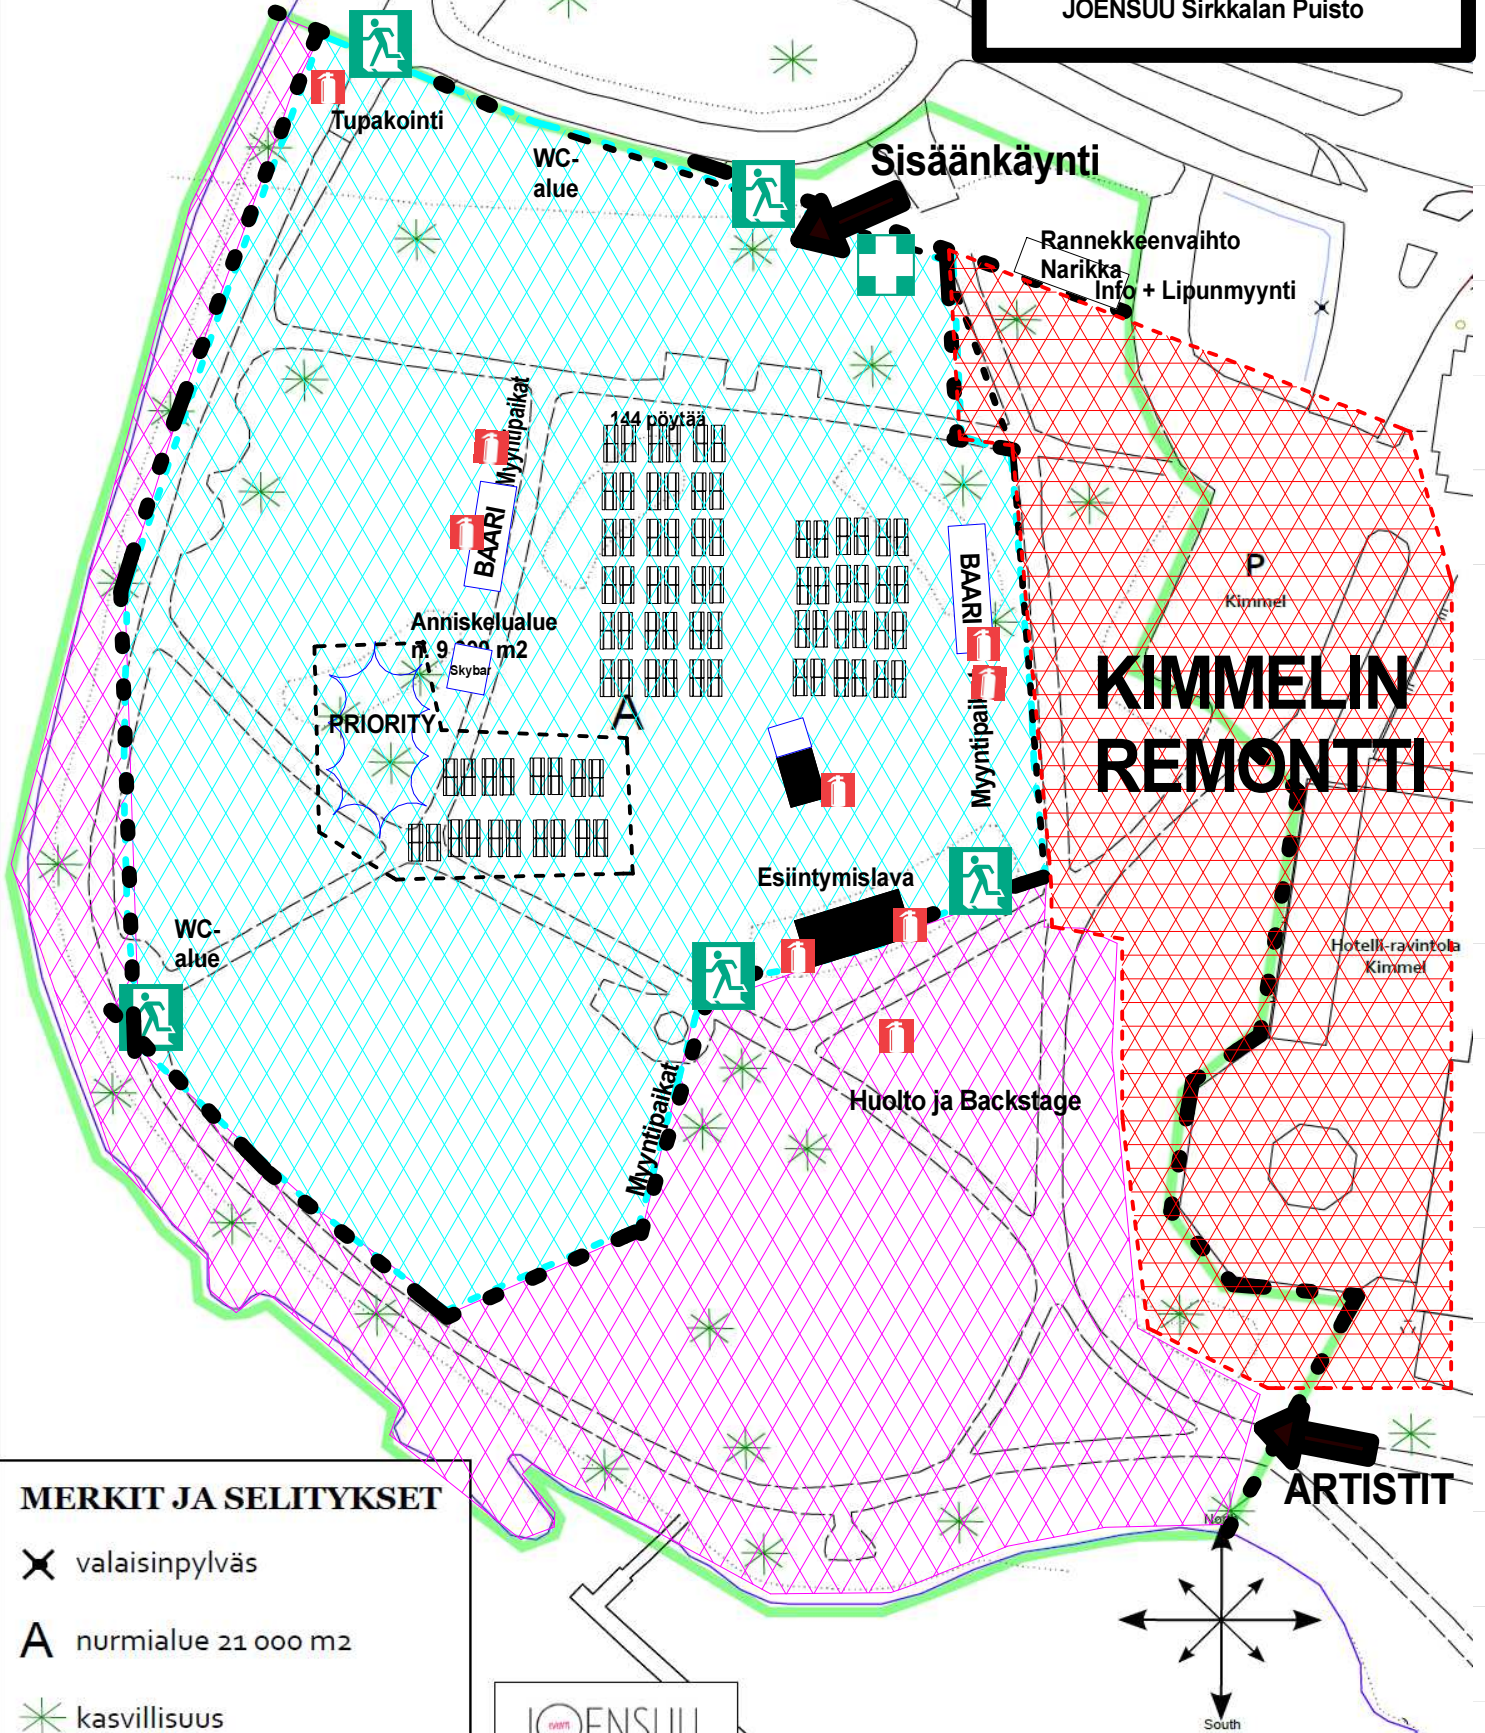 JOENSUU Sirkkalan Puisto
Tupakointi
WC-
alue
Sisäänkäynti
Rannekkeenvaihto
Narikka
Info + Lipunmyynti
Myyntipaikat
144 pöytää
BAARI
BAARI
P
Kimmel
Anniskelualue
m2
Skybar
PRIORITY
A
KIMMELIN
REMONTTI
Esiintymislava
WC-
alue
Hotelli-ravintola
Kimmel
Myyntipaikat
Huolto ja Backstage
ARTISTIT
MERKIT JA SELITYKSET
valaisinpylväs
A nurmialue 21 000 m2
kasvillisuus
JOENSUU
South